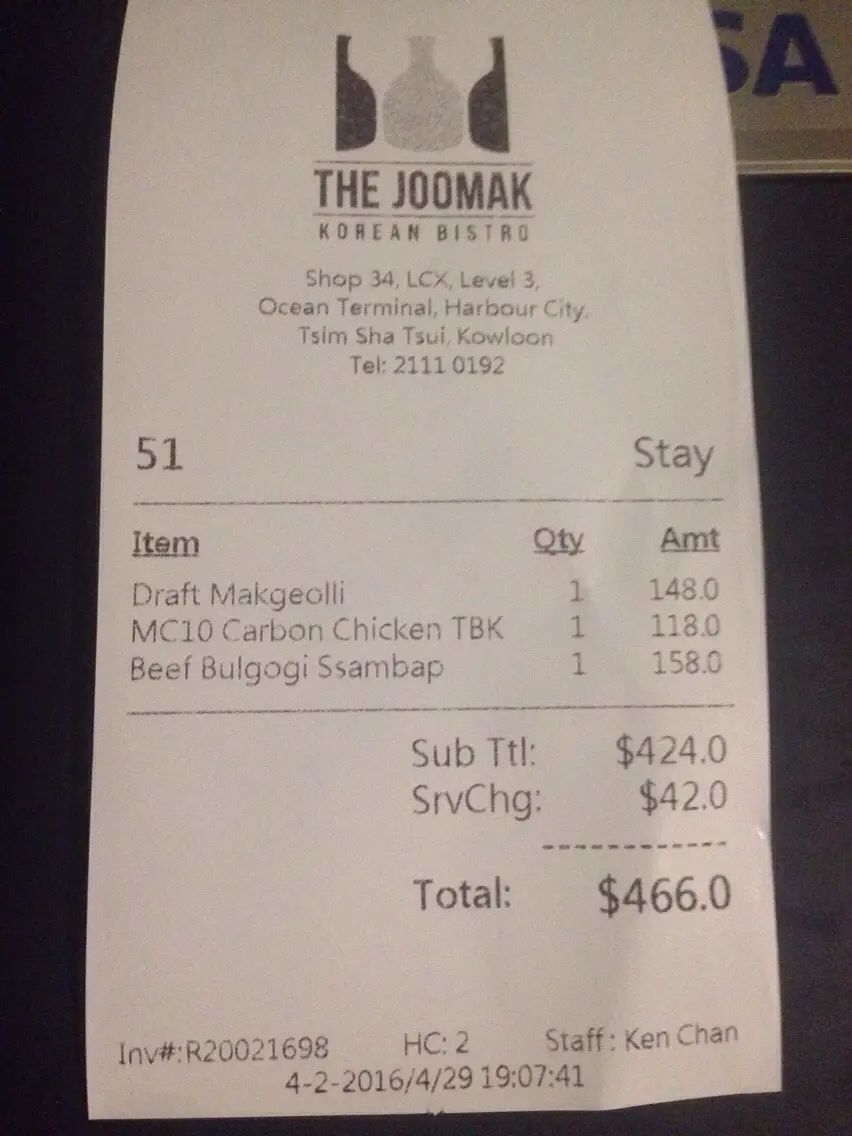 THE JOOMAK
KOREAN BISTRO
Shop 34, LCX, Level 3,
Ocean Terminal, Harbour City,
Tsim Sha Tsui, Kowloon
Tel: 2111 0192
51 Stay
Item Qty Amt
Draft Makgeolli 1 148.0
MC10 Carbon Chicken TBK 1 118.0
Beef Bulgogi Ssambap 1 158.0
Sub Ttl: $424.0
SrvChg: $42.0
Total: $466.0
Inv#:R20021698 HC: 2 Staff: Ken Chan
4-2-2016/4/29 19:07:41